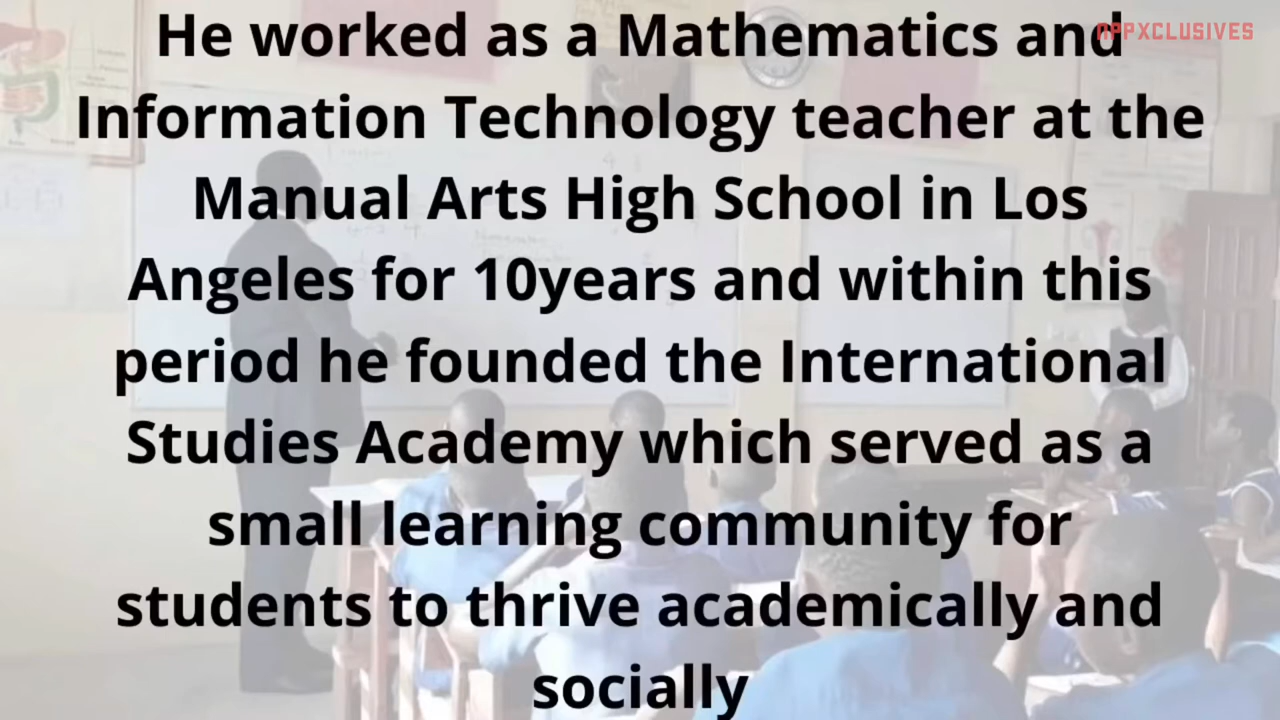 APPXCLUSIVES
He worked as a Mathematics and
Information Technology teacher at the
Manual Arts High School in Los
Angeles for 10years and within this
period he founded the International
Studies Academy which served as a
small learning community for
students to thrive academically and
socially